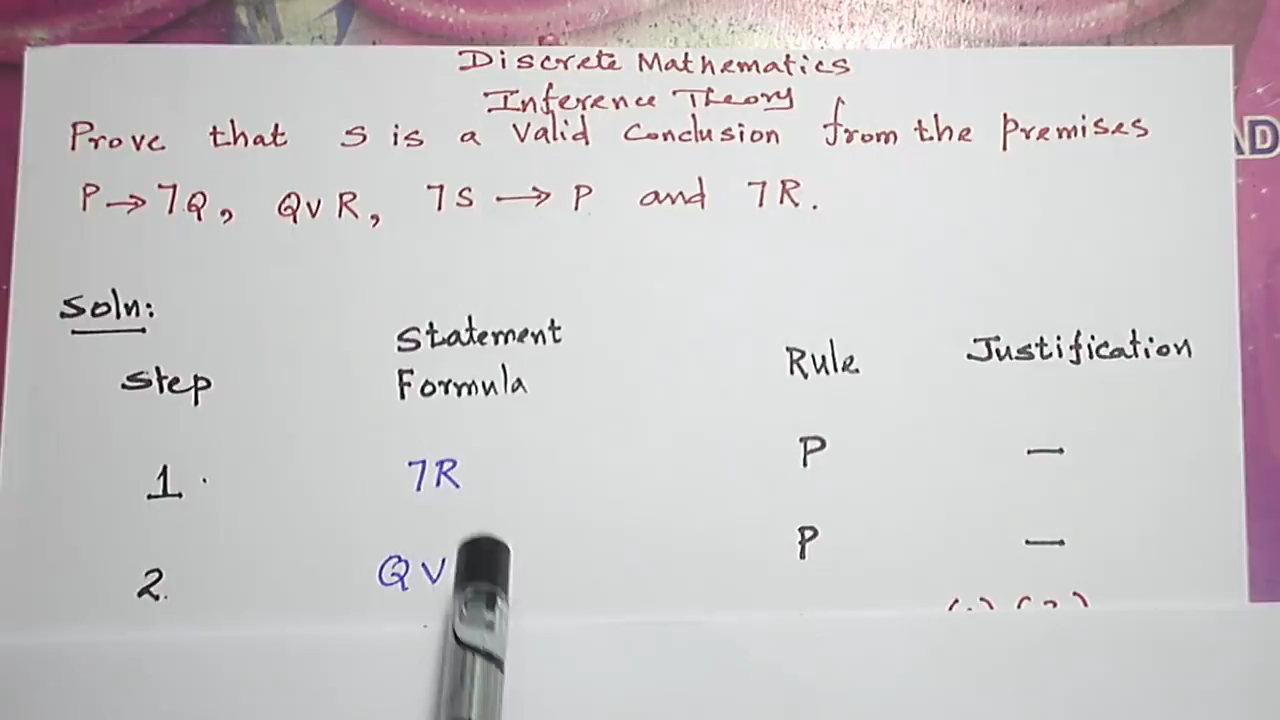 Discrete Mathematics
Inference Theory
Prove that S is a Valid Conclusion from the premises
P → 7Q, Q∨R, 7S → P and 7R.
Soln:
Step Statement Formula Rule Justification
1. 7R P —
2. Q∨ P —
AD